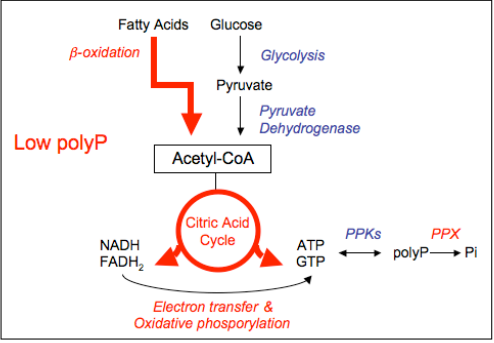 Fatty Acids Glucose
β-oxidation
Glycolysis
Pyruvate
Pyruvate
Dehydrogenase
Low polyP
Acetyl-CoA
Citric Acid
Cycle
NADH
FADH₂
ATP
GTP
PPKs
polyP
PPX
Pi
Electron transfer &
Oxidative phosporylation